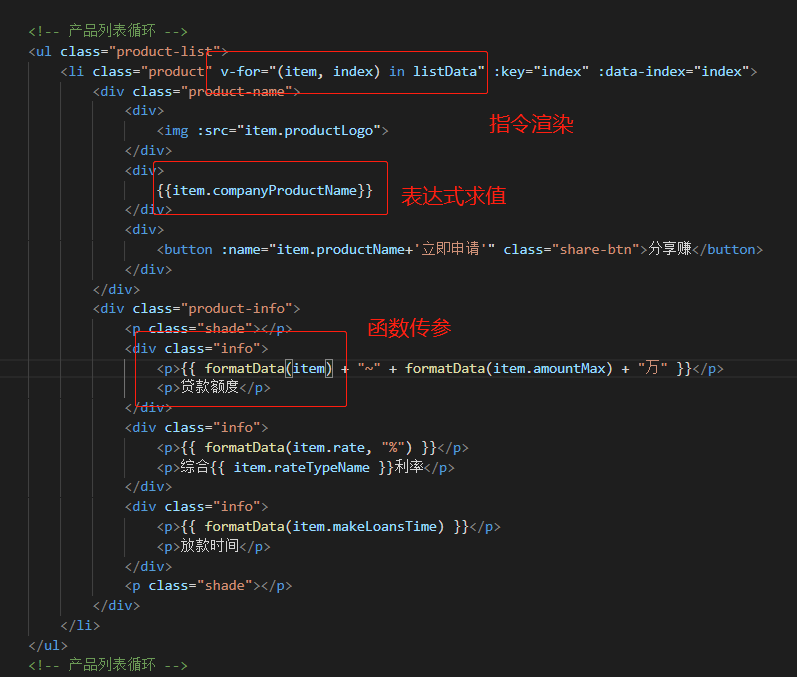 <!-- 产品列表循环 -->
<ul class="product-list">
<li class="product" v-for="(item, index) in listData" :key="index" :data-index="index">
<div class="product-name">
<div>
<img :src="item.productLogo">
指令渲染
</div>
<div>
{{item.companyProductName}}
表达式求值
</div>
<div>
<button :name="item.productName+'立即申请'" class="share-btn">分享赚</button>
</div>
</div>
<div class="product-info">
<p class="shade"></p>
函数传参
<div class="info">
<p>{{ formatData(item) + "~" + formatData(item.amountMax) + "万" }}</p>
<p>贷款额度</p>
</div>
<div class="info">
<p>{{ formatData(item.rate, "%") }}</p>
<p>综合{{ item.rateTypeName }}利率</p>
</div>
<div class="info">
<p>{{ formatData(item.makeLoansTime) }}</p>
<p>放款时间</p>
</div>
<p class="shade"></p>
</div>
</li>
</ul>
<!-- 产品列表循环 -->